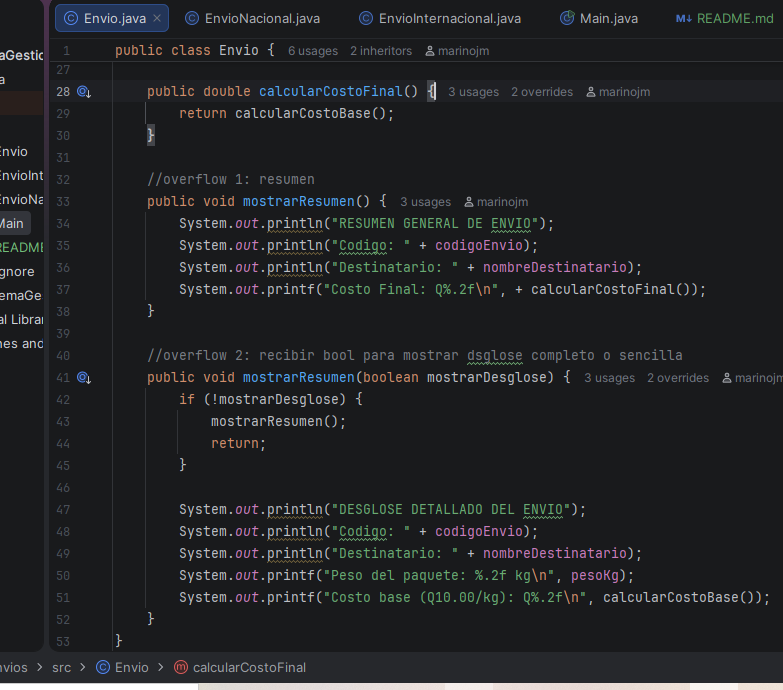 Envio.java EnvioNacional.java EnvioInternacional.java Main.java M↓ README.md
1 public class Envio { 6 usages 2 inheritors marinojm
27
28 public double calcularCostoFinal() { 3 usages 2 overrides marinojm
29 return calcularCostoBase();
30 }
31
32 //overflow 1: resumen
33 public void mostrarResumen() { 3 usages marinojm
34 System.out.println("RESUMEN GENERAL DE ENVIO");
35 System.out.println("Codigo: " + codigoEnvio);
36 System.out.println("Destinatario: " + nombreDestinatario);
37 System.out.printf("Costo Final: Q%.2f\n", + calcularCostoFinal());
38 }
39
40 //overflow 2: recibir bool para mostrar dsglose completo o sencilla
41 public void mostrarResumen(boolean mostrarDesglose) { 3 usages 2 overrides marinojm
42 if (!mostrarDesglose) {
43 mostrarResumen();
44 return;
45 }
46
47 System.out.println("DESGLOSE DETALLADO DEL ENVIO");
48 System.out.println("Codigo: " + codigoEnvio);
49 System.out.println("Destinatario: " + nombreDestinatario);
50 System.out.printf("Peso del paquete: %.2f kg\n", pesoKg);
51 System.out.printf("Costo base (Q10.00/kg): Q%.2f\n", calcularCostoBase());
52 }
53 }
aGestic
a
Envio
EnvioInt
EnvioNa
Main
README
gnore
emaGe
al Librar
nes and
nvios > src > Envio > calcularCostoFinal